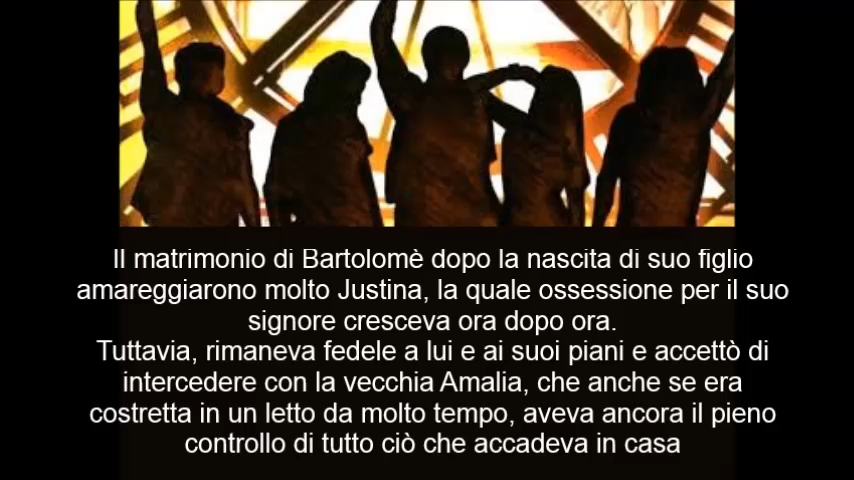 Il matrimonio di Bartolomè dopo la nascita di suo figlio
amareggiarono molto Justina, la quale ossessione per il suo
signore cresceva ora dopo ora.
Tuttavia, rimaneva fedele a lui e ai suoi piani e accettò di
intercedere con la vecchia Amalia, che anche se era
costretta in un letto da molto tempo, aveva ancora il pieno
controllo di tutto ciò che accadeva in casa